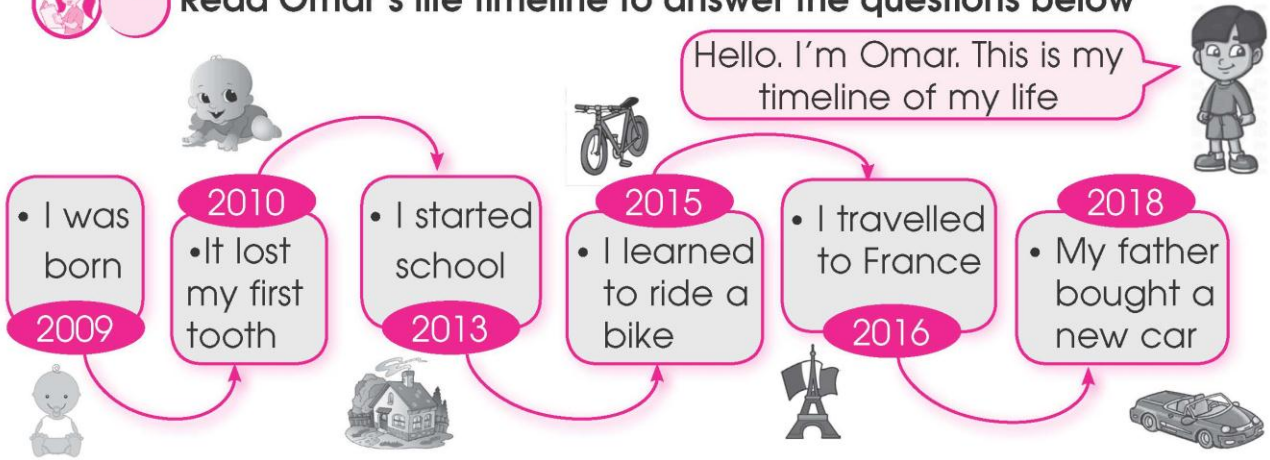 Read Omar's life timeline to answer the questions below
Hello. I'm Omar. This is my
timeline of my life
• I was
born
2009
2010
•It lost
my first
tooth
• I started
school
2013
2015
• I learned
to ride a
bike
• I travelled
to France
2016
2018
• My father
bought a
new car